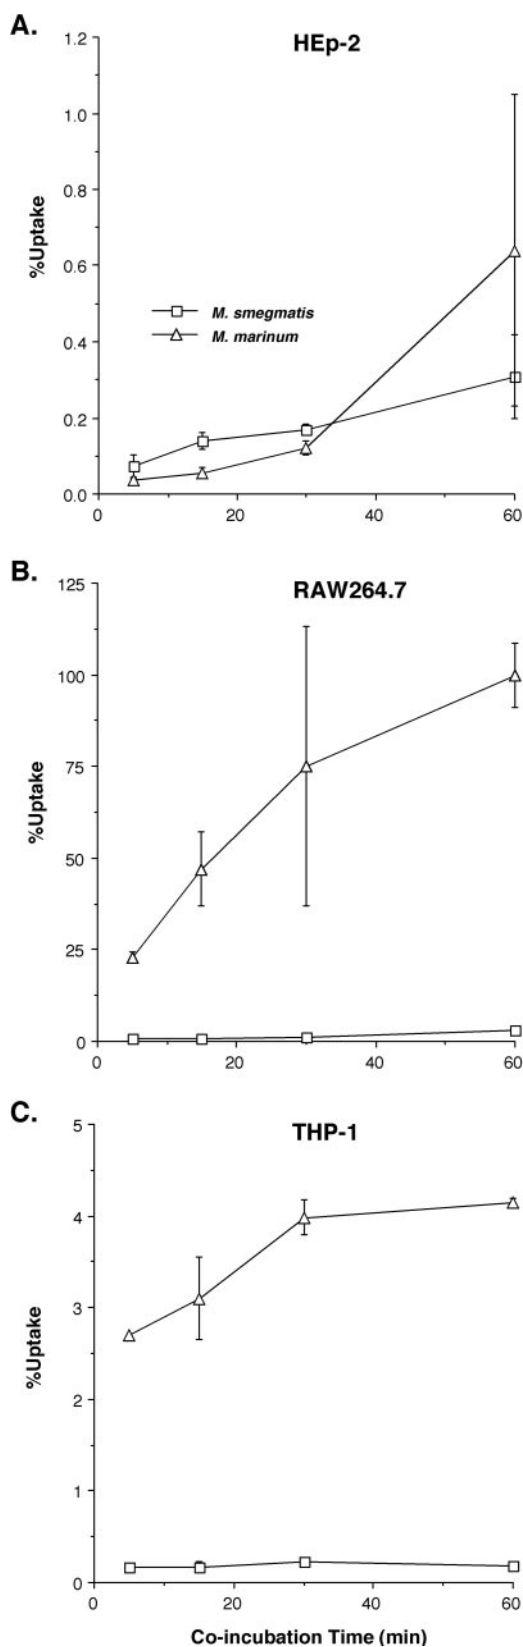 A.
HEp-2
1.2
1.0
0.8
0.6
0.4
0.2
0.0
%Uptake
M. smegmatis
M. marinum
0 20 40 60
B.
RAW264.7
125
100
75
50
25
0
%Uptake
0 20 40 60
C.
THP-1
5
4
3
2
1
0
%Uptake
0 20 40 60
Co-incubation Time (min)